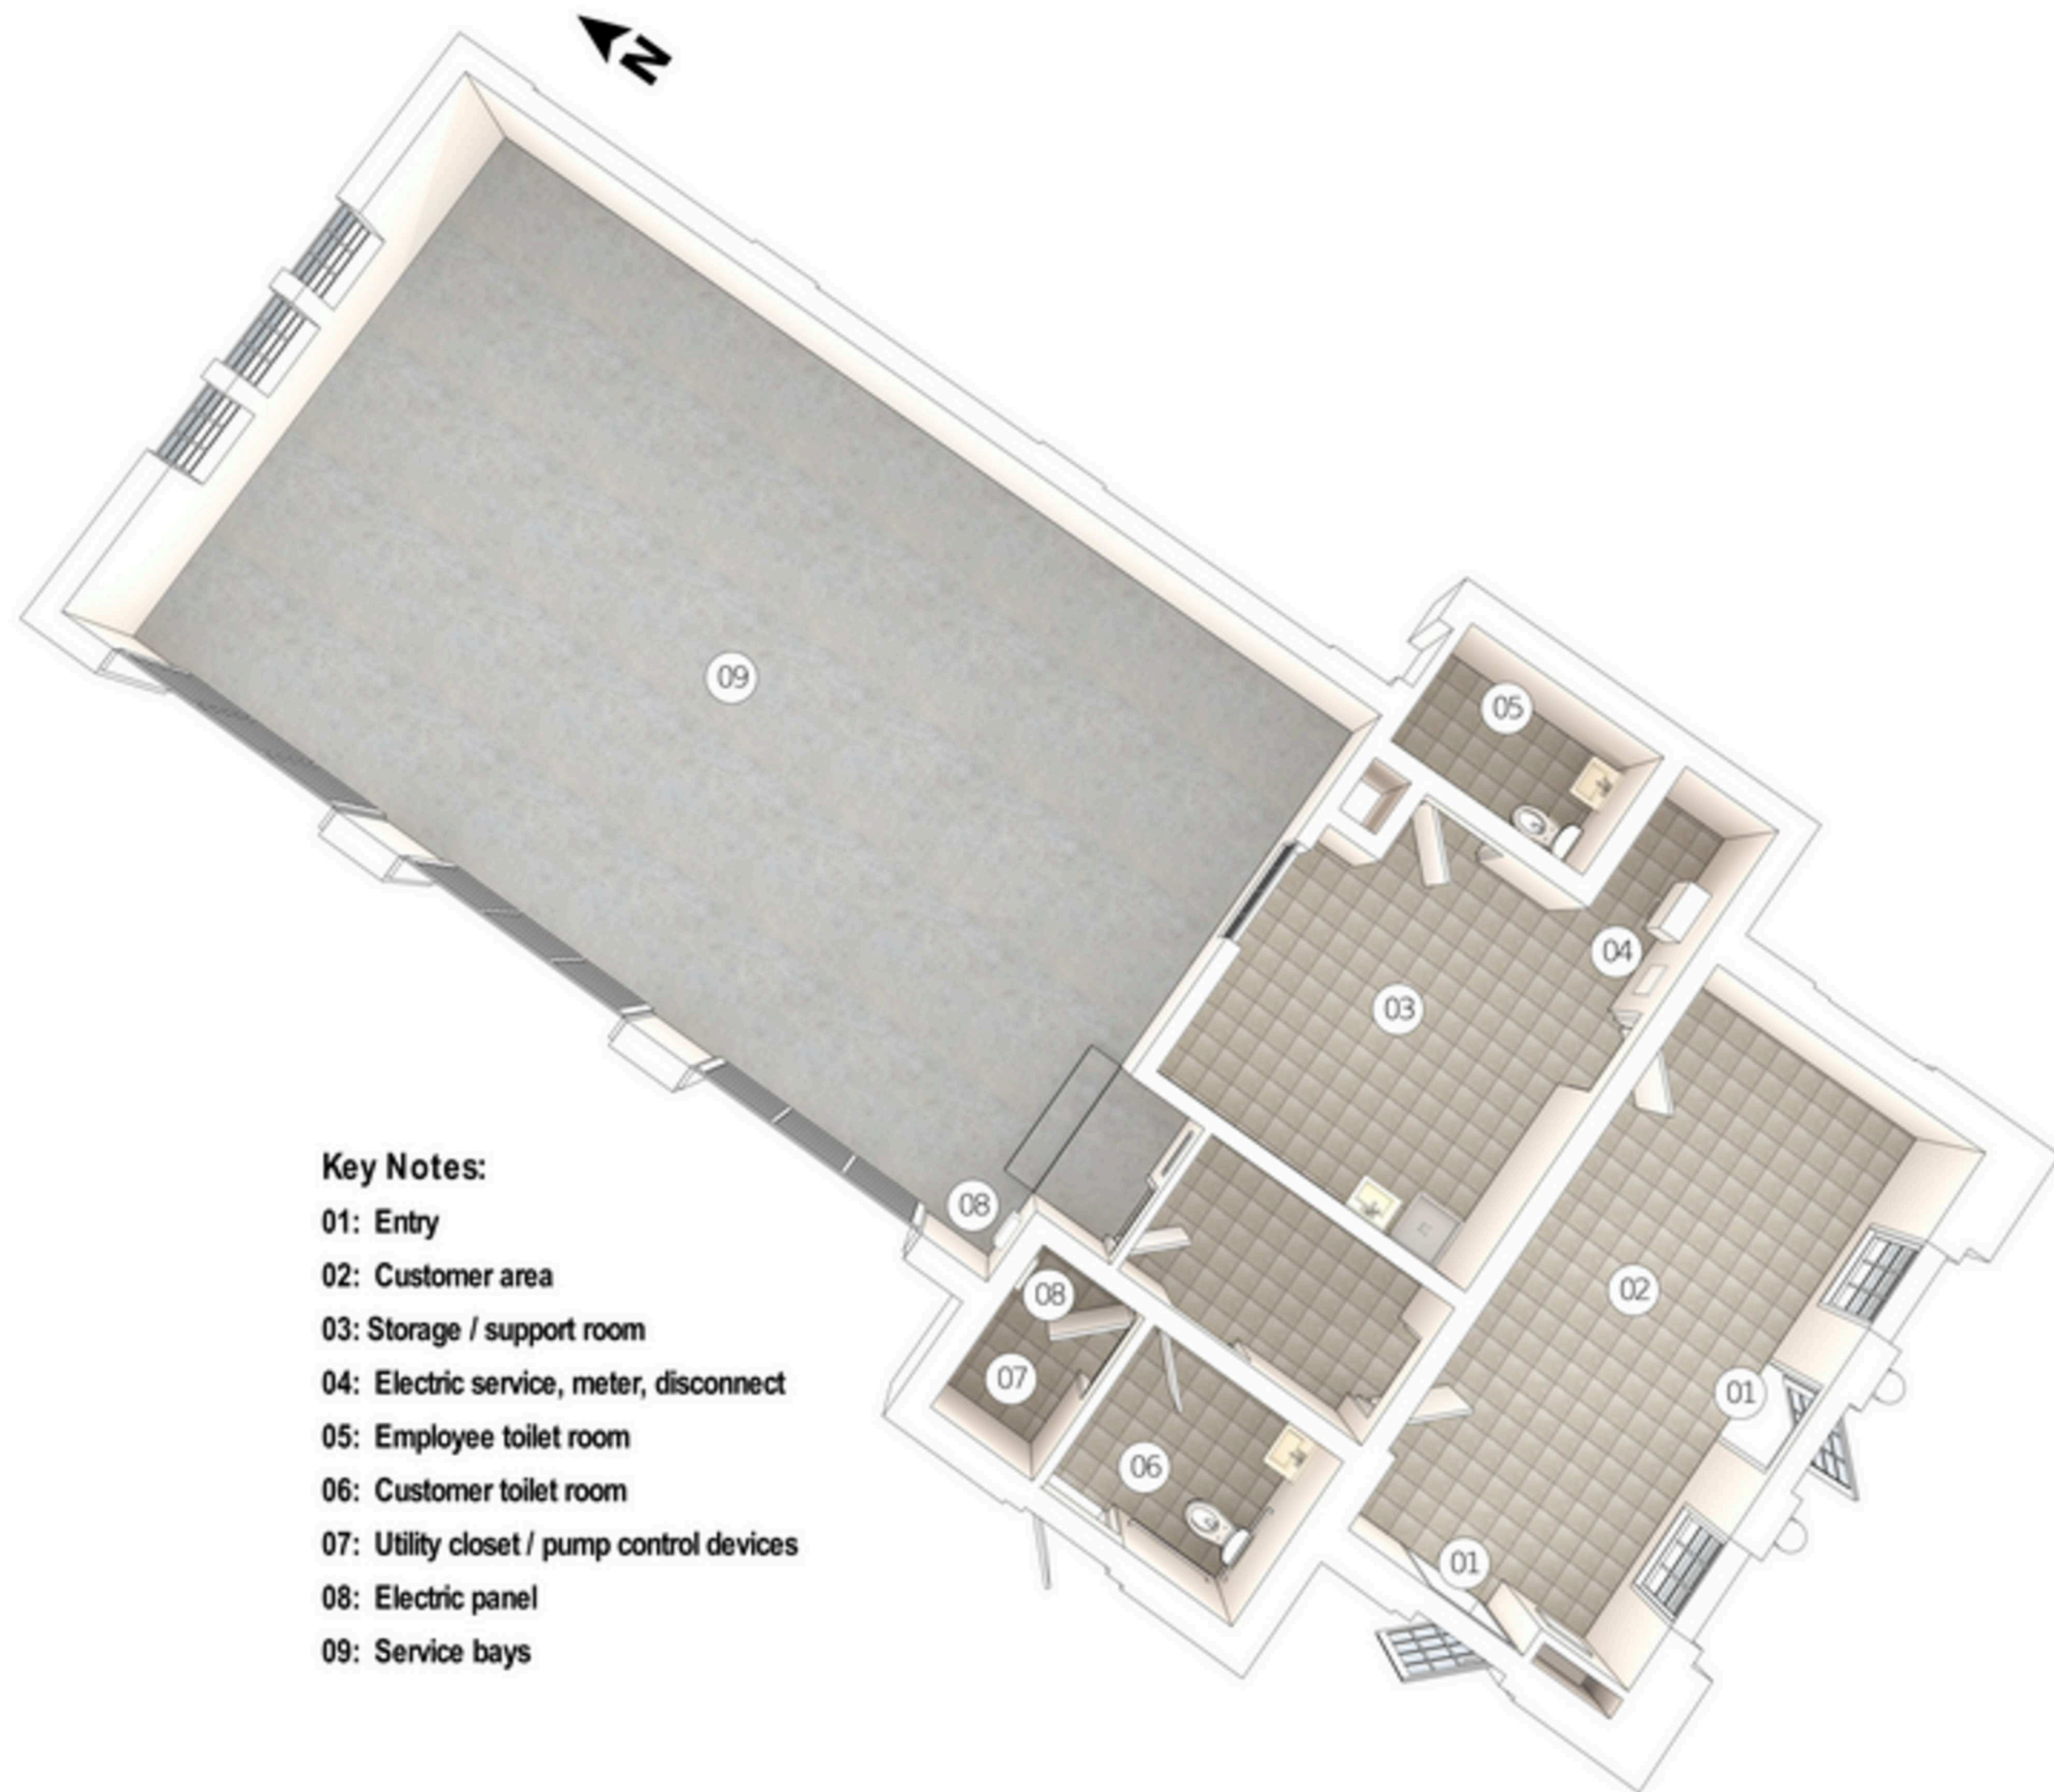 N
09
05
04
03
08
08
07
06
02
01
01
Key Notes:
01: Entry
02: Customer area
03: Storage / support room
04: Electric service, meter, disconnect
05: Employee toilet room
06: Customer toilet room
07: Utility closet / pump control devices
08: Electric panel
09: Service bays